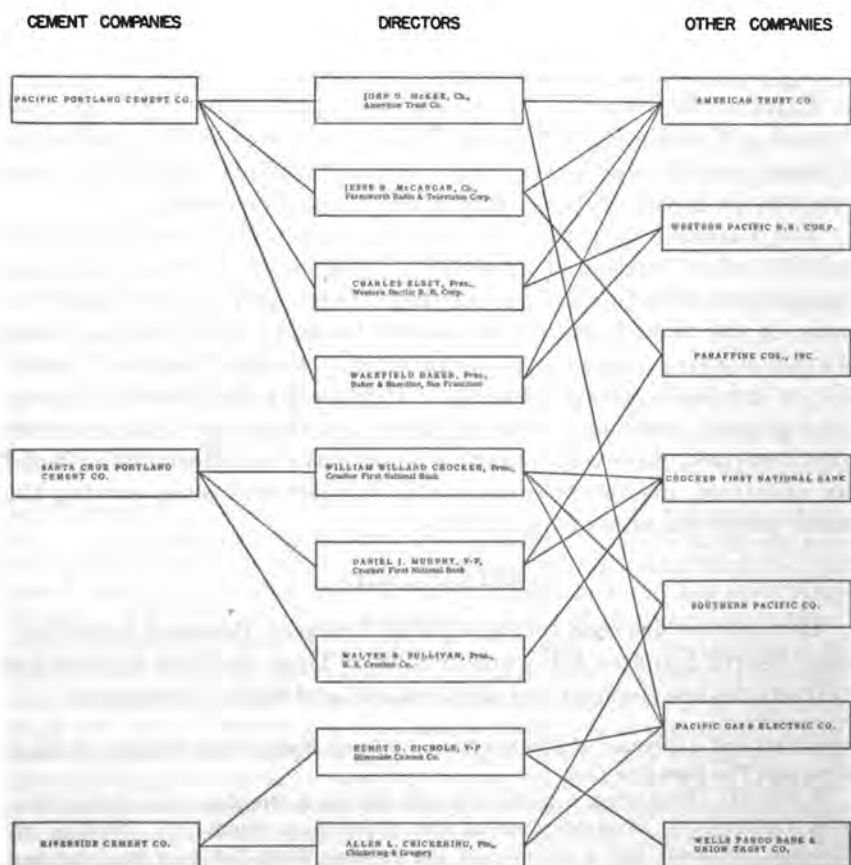 CEMENT COMPANIES
DIRECTORS
OTHER COMPANIES
PACIFIC PORTLAND CEMENT CO.
JOHN D. McKEE, Ch.,
American Trust Co.
AMERICAN TRUST CO.
JESSE B. McCARGAR, Ch.,
Farnsworth Radio & Television Corp.
WESTERN PACIFIC R.R. CORP.
CHARLES ELSEY, Pres.,
Western Pacific R. R. Corp.
PARAFFINE COS., INC.
WAKEFIELD BAKER, Pres.,
Baker & Hamilton, San Francisco
SANTA CRUZ PORTLAND
CEMENT CO.
WILLIAM WILLARD CROCKER, Pres.,
Crocker First National Bank
CROCKER FIRST NATIONAL BANK
DANIEL J. MURPHY, V-P,
Crocker First National Bank
SOUTHERN PACIFIC CO.
WALTER S. SULLIVAN, Pres.,
H. S. Crocker Co.
PACIFIC GAS & ELECTRIC CO.
HENRY D. NICHOLS, V-P
Riverside Cement Co.
RIVERSIDE CEMENT CO.
ALLEN L. CHICKERING,
Chickering & Gregory
WELLS FARGO BANK &
UNION TRUST CO.